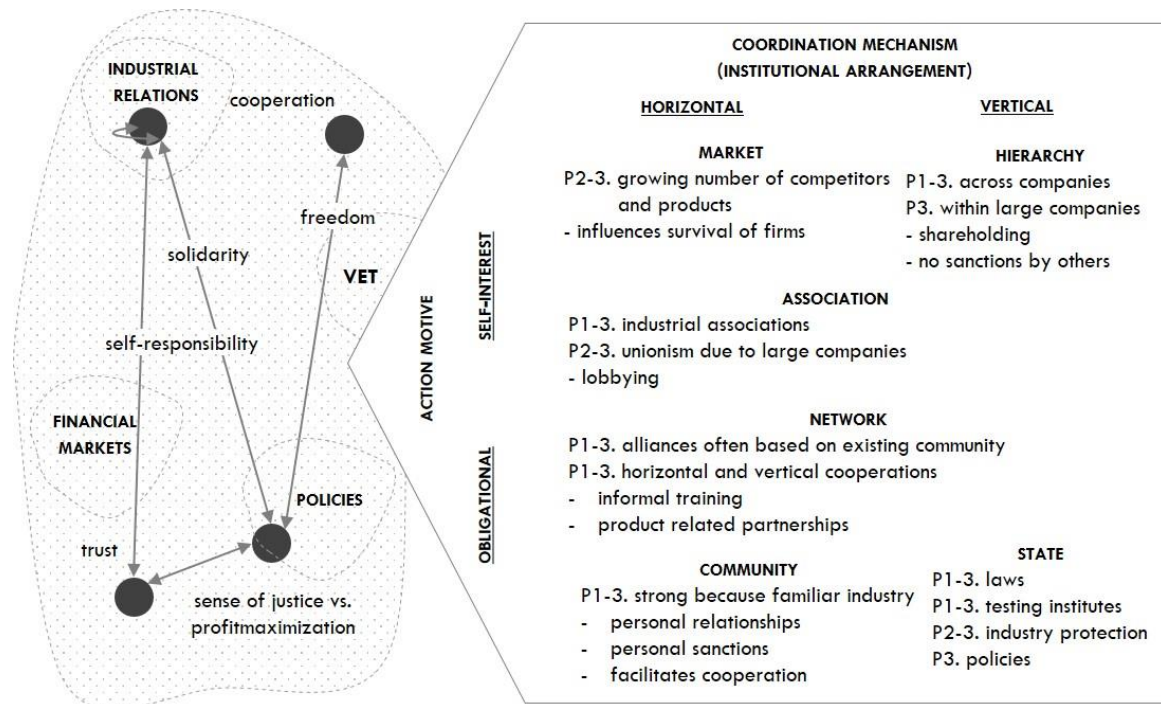 INDUSTRIAL
RELATIONS
cooperation
freedom
solidarity
VET
self-responsibility
FINANCIAL
MARKETS
POLICIES
trust
sense of justice vs.
profitmaximization
COORDINATION MECHANISM
(INSTITUTIONAL ARRANGEMENT)
HORIZONTAL
VERTICAL
ACTION MOTIVE
SELF-INTEREST
OBLIGATIONAL
MARKET
P2-3. growing number of competitors
and products
- influences survival of firms
HIERARCHY
P1-3. across companies
P3. within large companies
- shareholding
- no sanctions by others
ASSOCIATION
P1-3. industrial associations
P2-3. unionism due to large companies
- lobbying
NETWORK
P1-3. alliances often based on existing community
P1-3. horizontal and vertical cooperations
- informal training
- product related partnerships
COMMUNITY
P1-3. strong because familiar industry
- personal relationships
- personal sanctions
- facilitates cooperation
STATE
P1-3. laws
P1-3. testing institutes
P2-3. industry protection
P3. policies